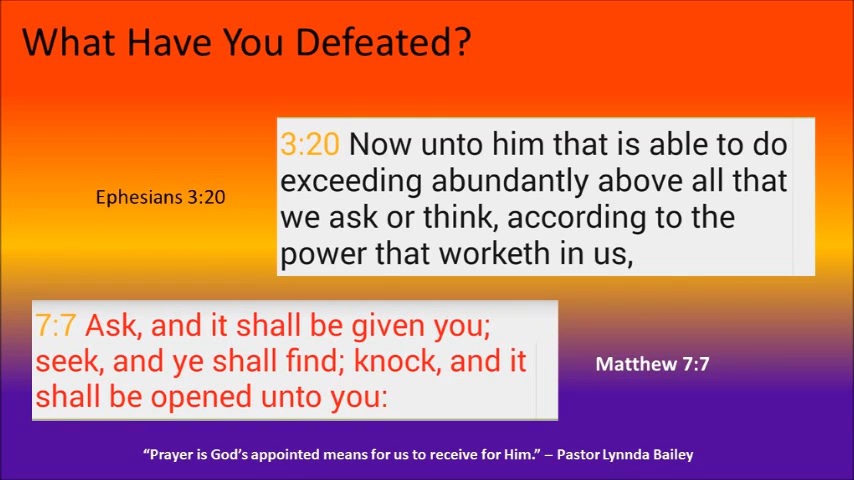 What Have You Defeated?
Ephesians 3:20
3:20 Now unto him that is able to do
exceeding abundantly above all that
we ask or think, according to the
power that worketh in us,
7:7 Ask, and it shall be given you;
seek, and ye shall find; knock, and it
shall be opened unto you:
Matthew 7:7
“Prayer is God’s appointed means for us to receive for Him.” – Pastor Lynnda Bailey